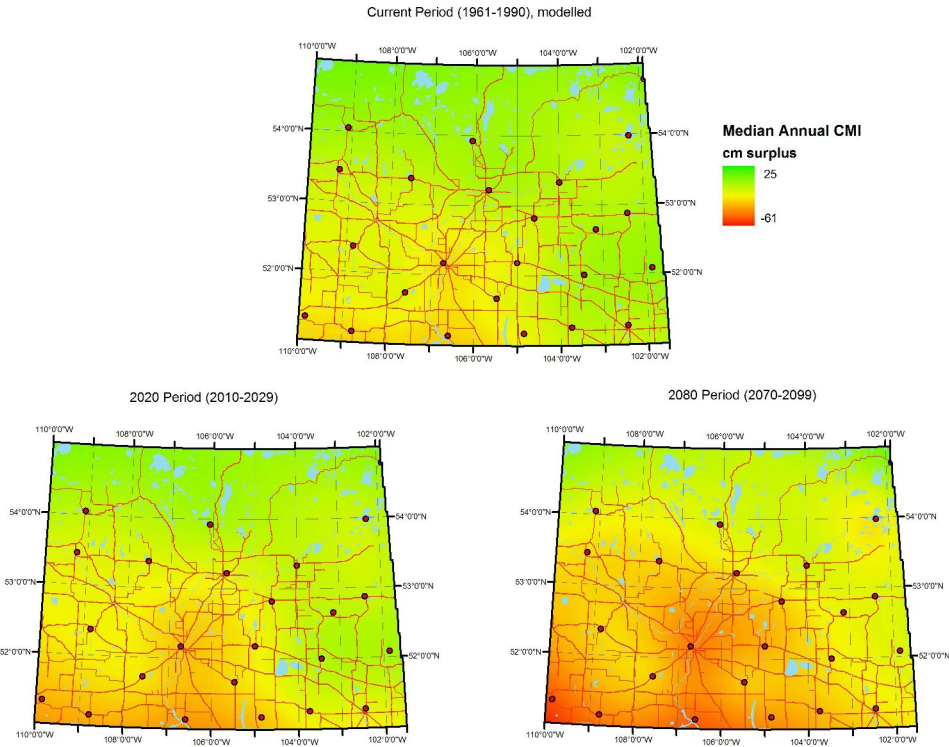 Current Period (1961-1990), modelled
110°0'0"W 108°0'0"W 106°0'0"W 104°0'0"W 102°0'0"W
54°0'0"N 54°0'0"N
53°0'0"N 53°0'0"N
52°0'0"N 52°0'0"N
110°0'0"W 108°0'0"W 106°0'0"W 104°0'0"W 102°0'0"W
Median Annual CMI
cm surplus
25
-61
2020 Period (2010-2029)
110°0'0"W 108°0'0"W 106°0'0"W 104°0'0"W 102°0'0"W
54°0'0"N 54°0'0"N
53°0'0"N 53°0'0"N
52°0'0"N 52°0'0"N
110°0'0"W 108°0'0"W 106°0'0"W 104°0'0"W 102°0'0"W
2080 Period (2070-2099)
110°0'0"W 108°0'0"W 106°0'0"W 104°0'0"W 102°0'0"W
54°0'0"N 54°0'0"N
53°0'0"N 53°0'0"N
52°0'0"N 52°0'0"N
110°0'0"W 108°0'0"W 106°0'0"W 104°0'0"W 102°0'0"W